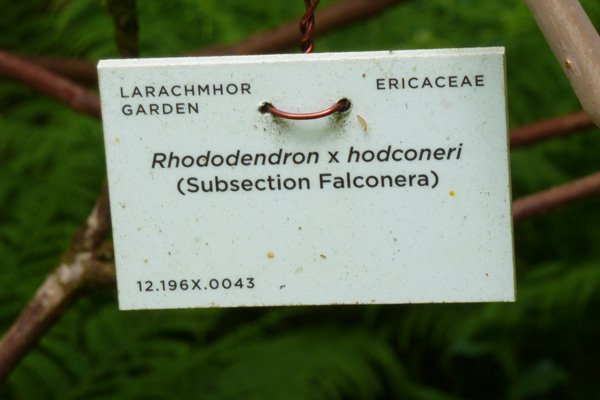 LARACHMHOR ERICACEAE
GARDEN
Rhododendron x hodconeri
(Subsection Falconera)
12.196X.0043